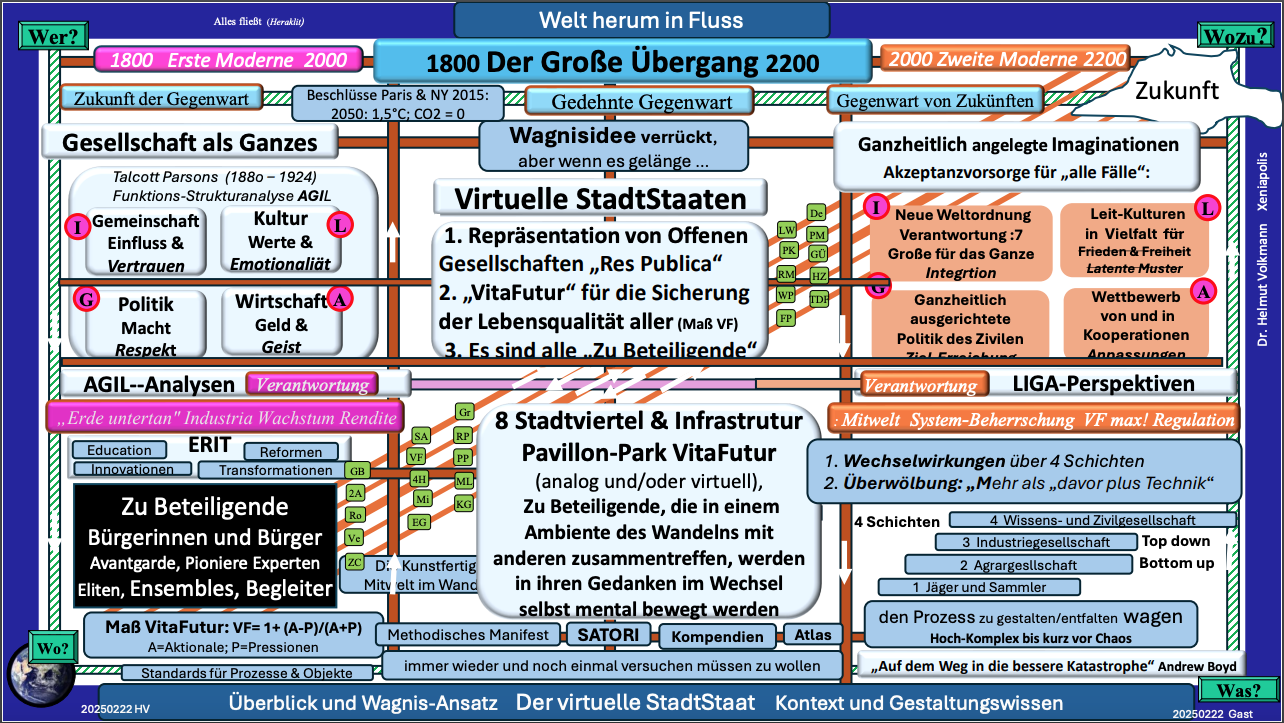 Alles fließt (Heraklit)
Welt herum in Fluss
Wer?
Wozu?
1800 Erste Moderne 2000
1800 Der Große Übergang 2200
2000 Zweite Moderne 2200
Zukunft
Zukunft der Gegenwart
Beschlüsse Paris & NY 2015:
2050: 1,5°C; CO2 = 0
Gedehnte Gegenwart
Gegenwart von Zukünften
Gesellschaft als Ganzes
Wagnisidee verrückt,
aber wenn es gelänge ...
Ganzheitlich angelegte Imaginationen
Akzeptanzvorsorge für „alle Fälle“:
Talcott Parsons (188o – 1924)
Funktions-Strukturanalyse AGIL
I
Gemeinschaft
Einfluss &
Vertrauen
Kultur
Werte &
Emotionaliät
L
G
Politik
Macht
Respekt
Wirtschaft
Geld &
Geist
A
Virtuelle StadtStaaten
1. Repräsentation von Offenen
Gesellschaften „Res Publica“
2. „VitaFutur“ für die Sicherung
der Lebensqualität aller (Maß VF)
3. Es sind alle „Zu Beteiligende“
De
LW
PM
PK
GÜ
RM
HZ
WP
TDF
FP
I
Neue Weltordnung
Verantwortung :7
Große für das Ganze
Integrtion
Leit-Kulturen
in Vielfalt für
Frieden & Freiheit
Latente Muster
L
G
Ganzheitlich
ausgerichtete
Politik des Zivilen
Ziel-Erreichung
Wettbewerb
von und in
Kooperationen
Anpassungen
A
Dr. Helmut Volkmann Xeniapolis
AGIL--Analysen
Verantwortung
Verantwortung
LIGA-Perspektiven
„Erde untertan" Industria Wachstum Rendite
: Mitwelt System-Beherrschung VF max! Regulation
ERIT
Education
Reformen
Innovationen
Transformationen
Gr
SA
RP
VF
PP
GB
4H
ML
2A
Mi
KG
Ro
EG
Ve
ZC
8 Stadtviertel & Infrastrutur
Pavillon-Park VitaFutur
(analog und/oder virtuell),
Zu Beteiligende, die in einem
Ambiente des Wandelns mit
anderen zusammentreffen, werden
in ihren Gedanken im Wechsel
selbst mental bewegt werden
1. Wechselwirkungen über 4 Schichten
2. Überwölbung: „Mehr als „davor plus Technik“
Zu Beteiligende
Bürgerinnen und Bürger
Avantgarde, Pioniere Experten
Eliten, Ensembles, Begleiter
Kunstfertig
Mitwelt im Wand
4 Schichten
4 Wissens- und Zivilgesellschaft
3 Industriegesellschaft
Top down
2 Agrargesllschaft
Bottom up
1 Jäger und Sammler
Maß VitaFutur: VF= 1+ (A-P)/(A+P)
A=Aktionale; P=Pressionen
Methodisches Manifest
SATORI
Kompendien
Atlas
den Prozess zu gestalten/entfalten wagen
Hoch-Komplex bis kurz vor Chaos
Wo?
Standards für Prozesse & Objekte
immer wieder und noch einmal versuchen müssen zu wollen
„Auf dem Weg in die bessere Katastrophe“ Andrew Boyd
Was?
20250222 HV
Überblick und Wagnis-Ansatz Der virtuelle StadtStaat Kontext und Gestaltungswissen
20250222 Gast